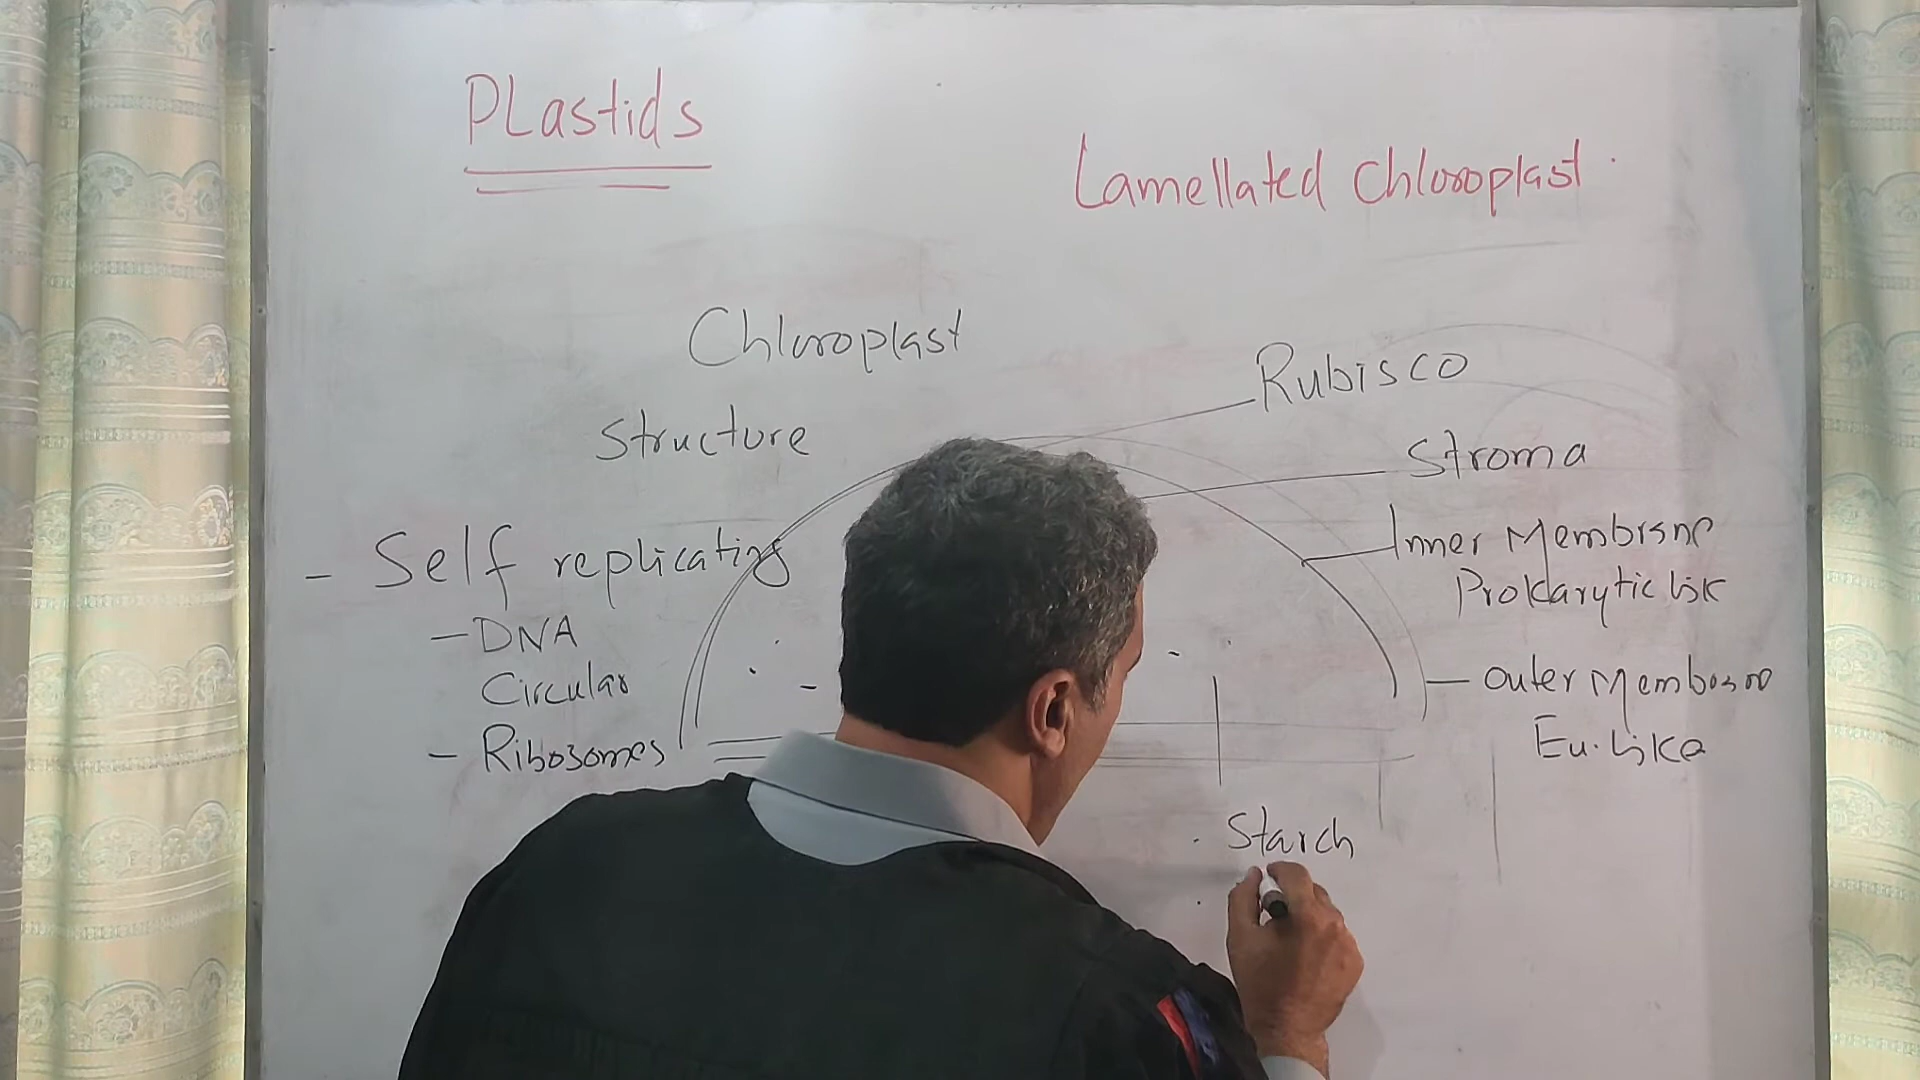 PLastids
Lamellated Chloroplast
Chloroplast
Structure
Rubisco
Stroma
- Self replicating
Inner Membrane
Prokarytic lik
- DNA
Circular
- Outer Membrane
- Ribosomes
Eu. like
Starch